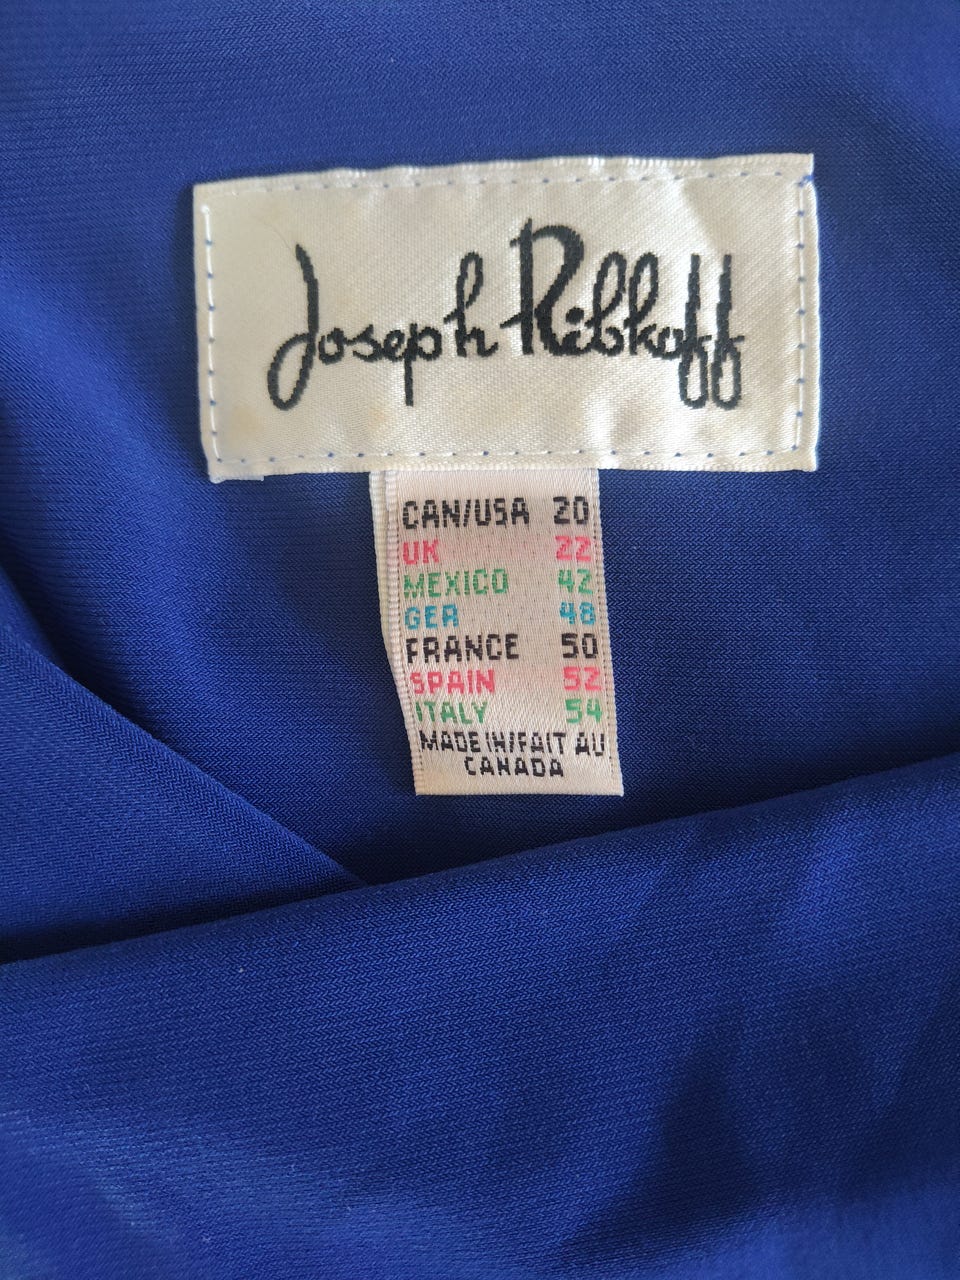 Joseph Ribkoff
CAN/USA 20
UK 22
MEXICO 42
GER 48
FRANCE 50
SPAIN 52
ITALY 54
MADE IN/FAIT AU
CANADA